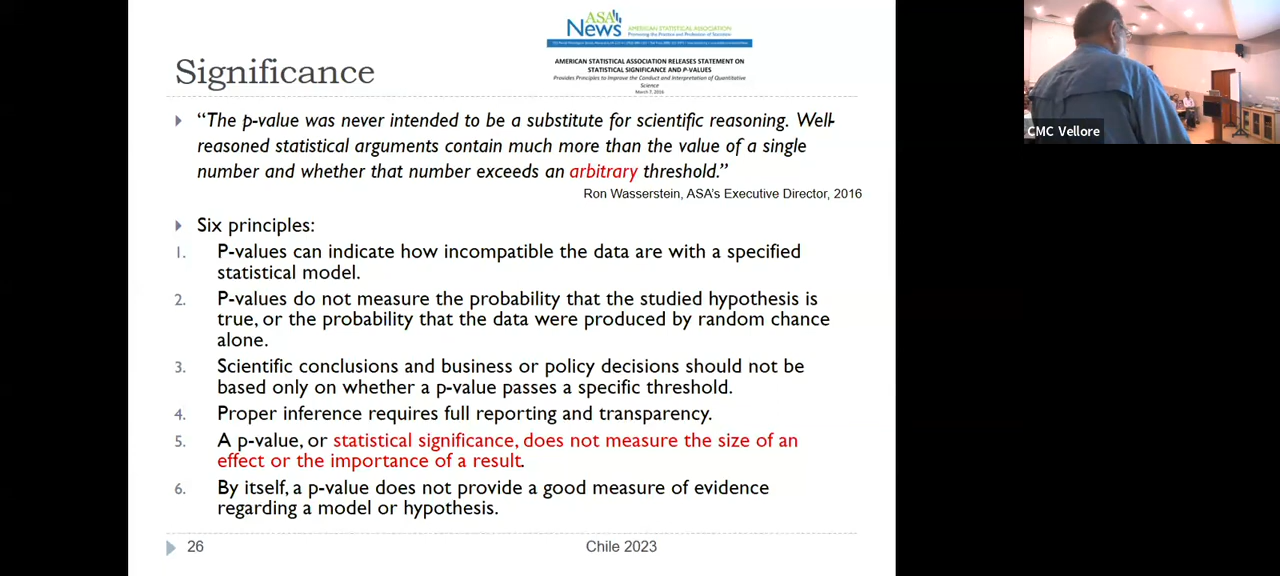 ASA
News
AMERICAN STATISTICAL ASSOCIATION
Promoting the Practice and Profession of Statistics
AMERICAN STATISTICAL ASSOCIATION RELEASES STATEMENT ON
STATISTICAL SIGNIFICANCE AND P-VALUES
Provides Principles to Improve the Conduct and Interpretation of Quantitative
Science
March 7, 2016
Significance
“The p-value was never intended to be a substitute for scientific reasoning. Well-
reasoned statistical arguments contain much more than the value of a single
number and whether that number exceeds an arbitrary threshold.”
Ron Wasserstein, ASA’s Executive Director, 2016
Six principles:
1. P-values can indicate how incompatible the data are with a specified
statistical model.
2. P-values do not measure the probability that the studied hypothesis is
true, or the probability that the data were produced by random chance
alone.
3. Scientific conclusions and business or policy decisions should not be
based only on whether a p-value passes a specific threshold.
4. Proper inference requires full reporting and transparency.
5. A p-value, or statistical significance, does not measure the size of an
effect or the importance of a result.
6. By itself, a p-value does not provide a good measure of evidence
regarding a model or hypothesis.
26
Chile 2023
CMC Vellore